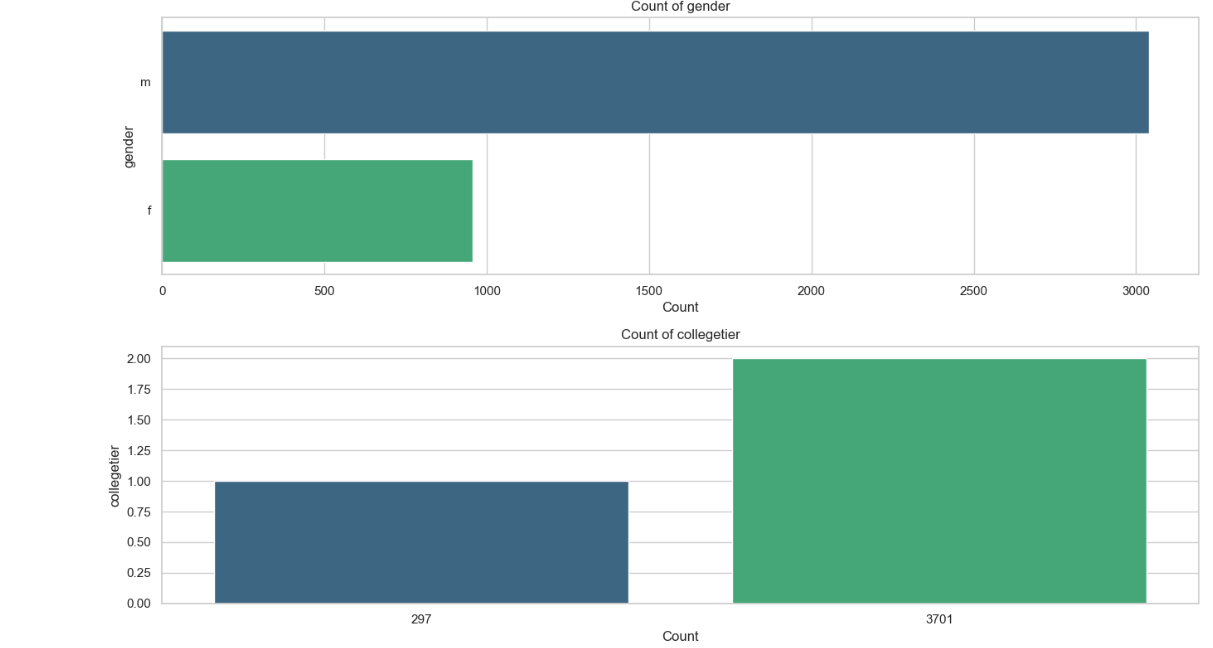 Count of gender
m
gender
f
0 500 1000 1500 2000 2500 3000
Count
Count of collegetier
2.00
1.75
1.50
1.25
collegetier
1.00
0.75
0.50
0.25
0.00
297 3701
Count